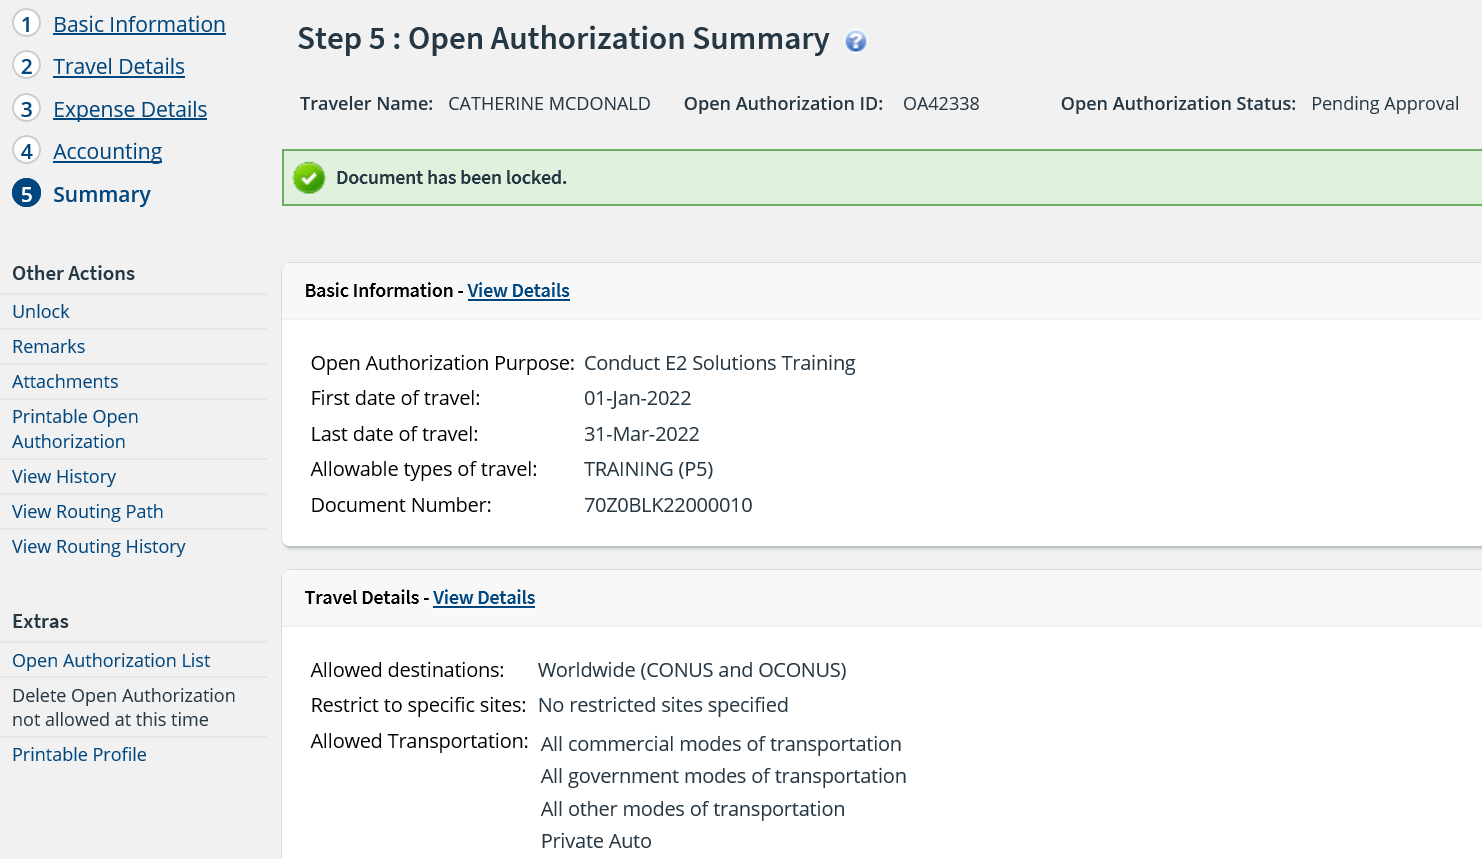 1 Basic Information
2 Travel Details
3 Expense Details
4 Accounting
5 Summary
Other Actions
Unlock
Remarks
Attachments
Printable Open
Authorization
View History
View Routing Path
View Routing History
Extras
Open Authorization List
Delete Open Authorization
not allowed at this time
Printable Profile
Step 5 : Open Authorization Summary ?
Traveler Name: CATHERINE MCDONALD Open Authorization ID: OA42338 Open Authorization Status: Pending Approval
Document has been locked.
Basic Information - View Details
Open Authorization Purpose: Conduct E2 Solutions Training
First date of travel: 01-Jan-2022
Last date of travel: 31-Mar-2022
Allowable types of travel: TRAINING (P5)
Document Number: 70Z0BLK22000010
Travel Details - View Details
Allowed destinations: Worldwide (CONUS and OCONUS)
Restrict to specific sites: No restricted sites specified
Allowed Transportation: All commercial modes of transportation
All government modes of transportation
All other modes of transportation
Private Auto